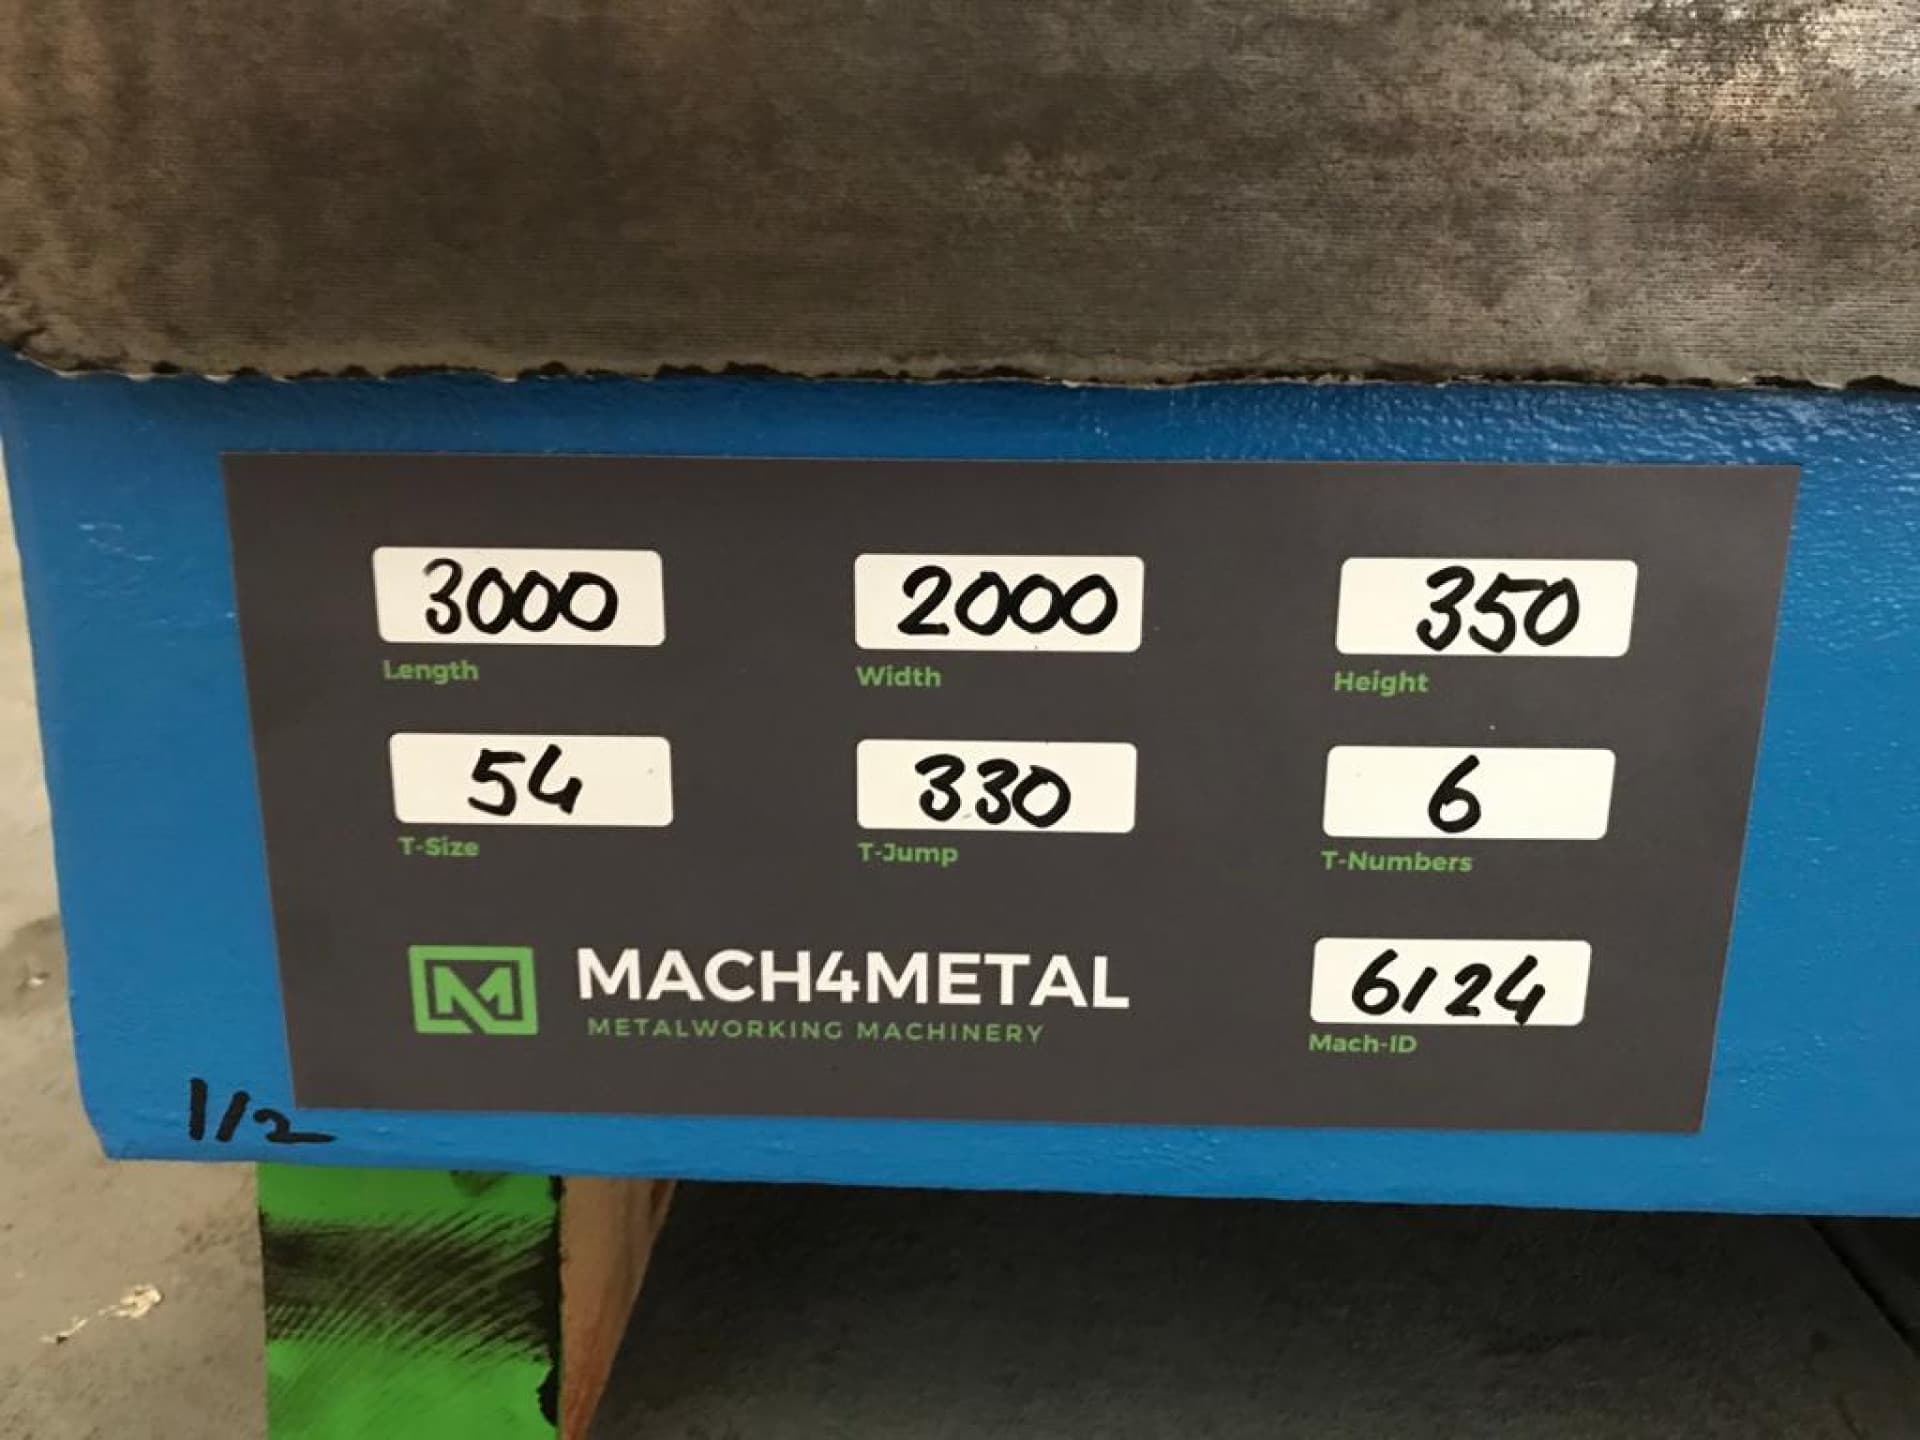 3000 2000 350
Length Width Height
54 330 6
T-Size T-Jump T-Numbers
MACH4METAL 6124
METALWORKING MACHINERY Mach-ID
1/2